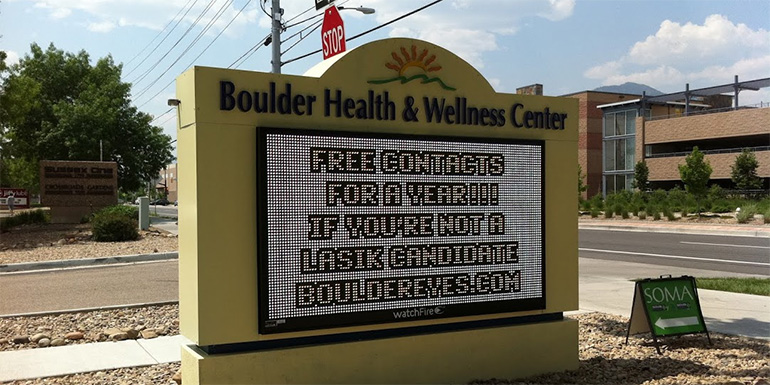 STOP
Boulder Health & Wellness Center
FREE CONTACTS
FOR A YEAR!!!
IF YOU'RE NOT A
LASIK CANDIDATE
BOULDEREYES.COM
watchFire
SOMA